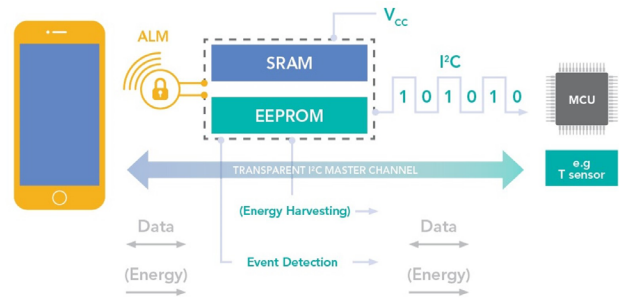 ALM
V_CC
SRAM
I²C
EEPROM
1 0 1 0 1 0
MCU
TRANSPARENT I²C MASTER CHANNEL
e.g
T sensor
(Energy Harvesting)
Data
Data
Event Detection
(Energy)
(Energy)